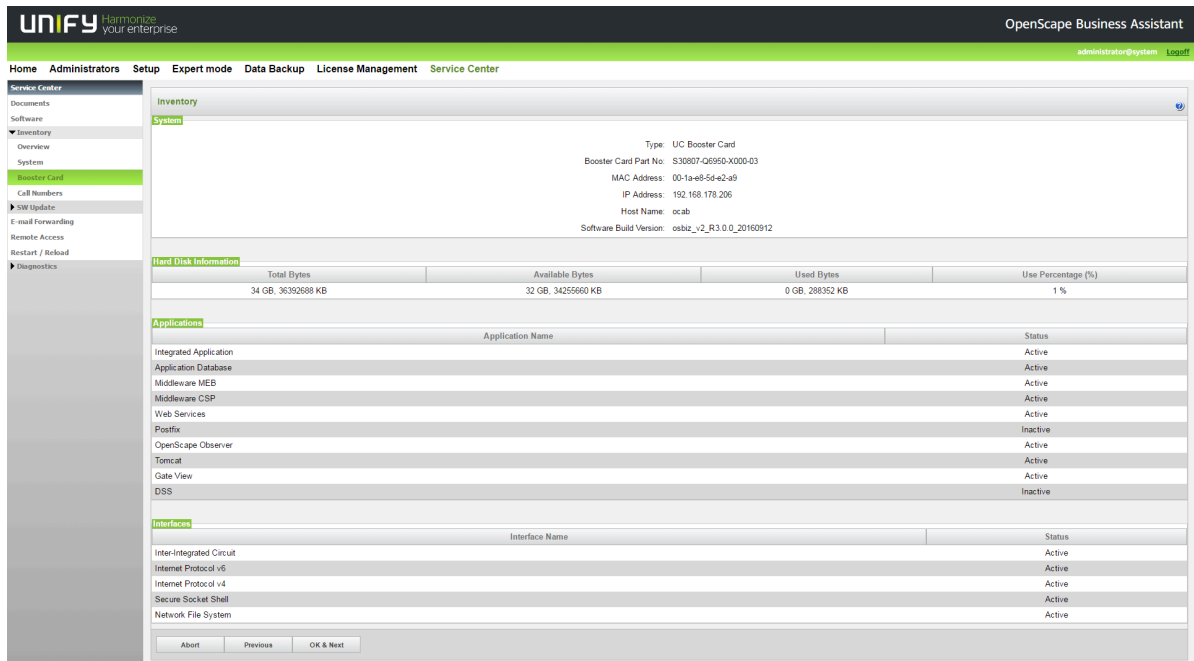 UNIFY Harmonize your enterprise
OpenScape Business Assistant
administrator@system Logoff
Home Administrators Setup Expert mode Data Backup License Management Service Center
Service Center
Documents
Software
Inventory
Overview
System
Booster Card
Call Numbers
SW Update
E-mail Forwarding
Remote Access
Restart / Reload
Diagnostics
Inventory
System
Type: UC Booster Card
Booster Card Part No: S30807-Q6950-X000-03
MAC Address: 00-1a-e8-5d-e2-a9
IP Address: 192.168.178.206
Host Name: ocab
Software Build Version: osbiz_v2_R3.0.0_20160912
Hard Disk Information
Total Bytes Available Bytes Used Bytes Use Percentage (%)
34 GB, 36392688 KB 32 GB, 34255660 KB 0 GB, 288352 KB 1 %
Applications
Application Name Status
Integrated Application Active
Application Database Active
Middleware MEB Active
Middleware CSP Active
Web Services Active
Postfix Inactive
OpenScape Observer Active
Tomcat Active
Gate View Active
DSS Inactive
Interfaces
Interface Name Status
Inter-Integrated Circuit Active
Internet Protocol v6 Active
Internet Protocol v4 Active
Secure Socket Shell Active
Network File System Active
Abort Previous OK & Next